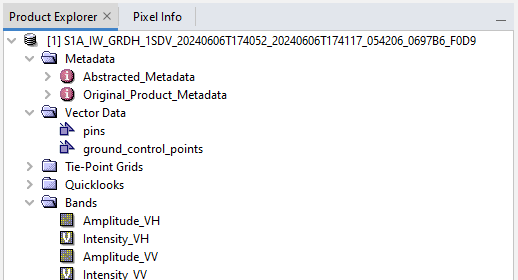 Product Explorer × Pixel Info
[1] S1A_IW_GRDH_1SDV_20240606T174052_20240606T174117_054206_0697B6_F0D9
Metadata
Abstracted_Metadata
Original_Product_Metadata
Vector Data
pins
ground_control_points
Tie-Point Grids
Quicklooks
Bands
Amplitude_VH
Intensity_VH
Amplitude_VV
Intensity_VV